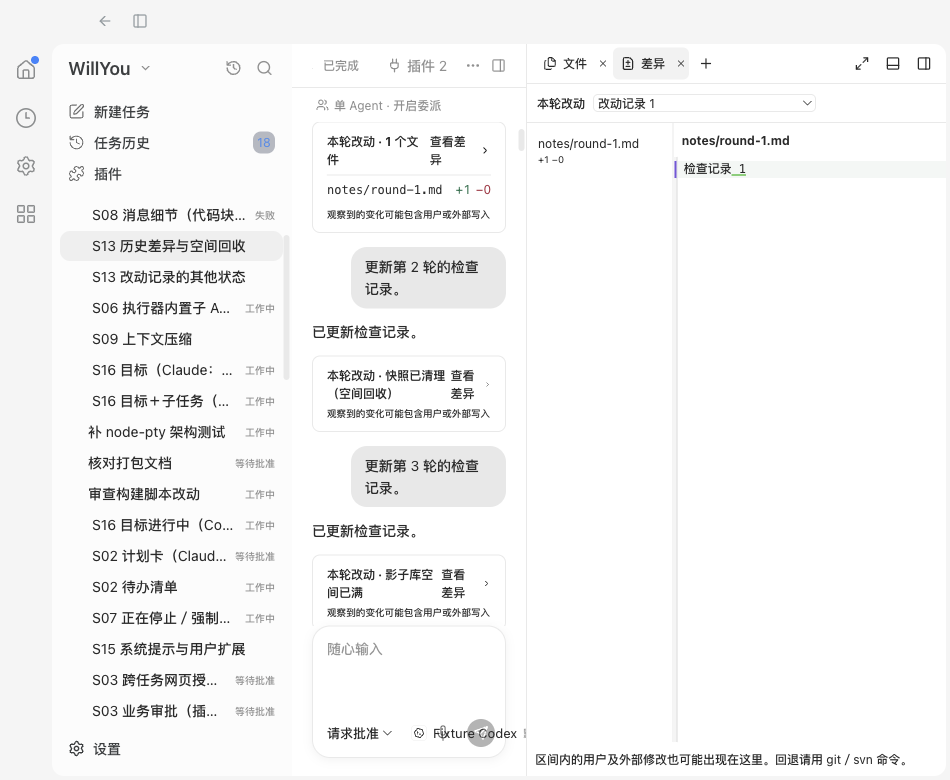 WillYou
新建任务
任务历史
18
插件
S08 消息细节（代码块...
失败
S13 历史差异与空间回收
S13 改动记录的其他状态
S06 执行器内置子 A...
工作中
S09 上下文压缩
S16 目标（Claude: ...
工作中
S16 目标＋子任务（...
工作中
补 node-pty 架构测试
工作中
核对打包文档
等待批准
审查构建脚本改动
工作中
S16 目标进行中（Co...
工作中
S02 计划卡（Claud...
等待批准
S02 待办清单
工作中
S07 正在停止 / 强制...
工作中
S15 系统提示与用户扩展
S03 跨任务网页授...
等待批准
S03 业务审批（插...
等待批准
设置
已完成
插件 2
单 Agent · 开启委派
本轮改动 · 1 个文件
查看差异
notes/round-1.md +1 −0
观察到的变化可能包含用户或外部写入
更新第 2 轮的检查
记录。
已更新检查记录。
本轮改动 · 快照已清理
（空间回收）
查看
差异
观察到的变化可能包含用户或外部写入
更新第 3 轮的检查
记录。
已更新检查记录。
本轮改动 · 影子库空
间已满
查看
差异
观察到的变化可能包含用户或外部写入
随心输入
请求批准
Fixture Codex
文件
差异
本轮改动
改动记录 1
notes/round-1.md
+1 −0
notes/round-1.md
检查记录 1
区间内的用户及外部修改也可能出现在这里。回退请用 git / svn 命令。